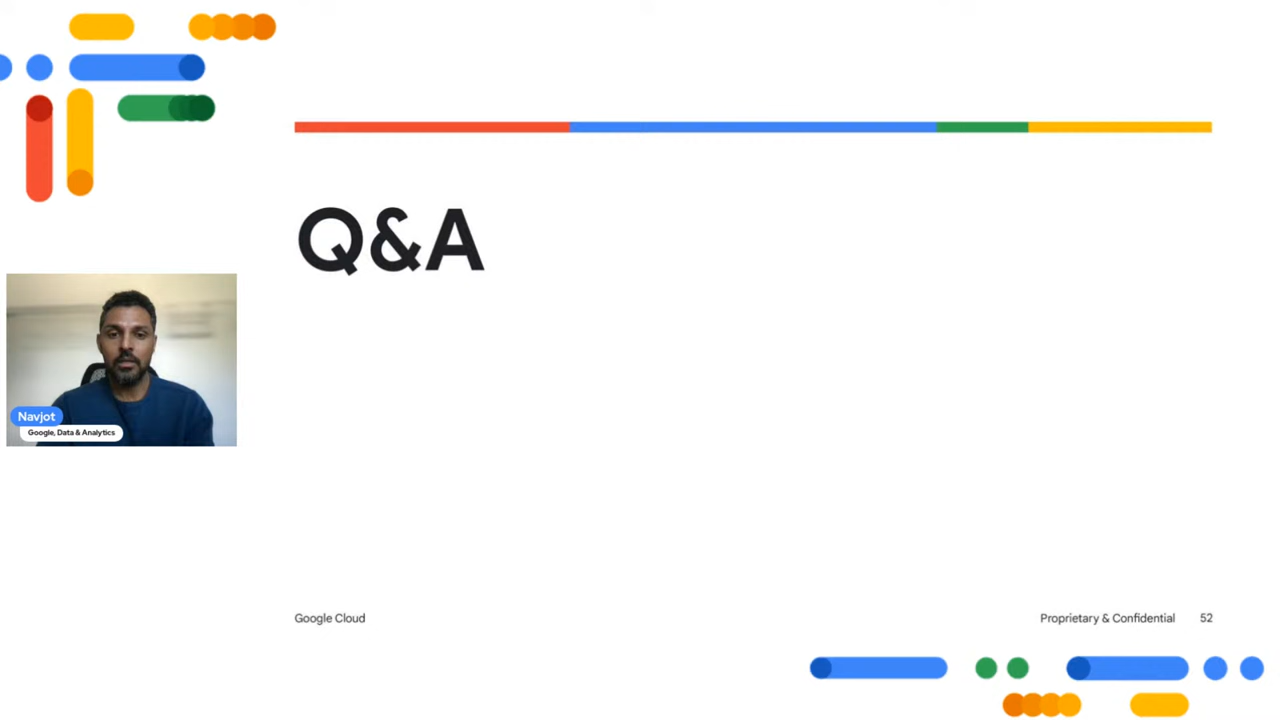 Q&A
Navjot
Google, Data & Analytics
Google Cloud
Proprietary & Confidential 52